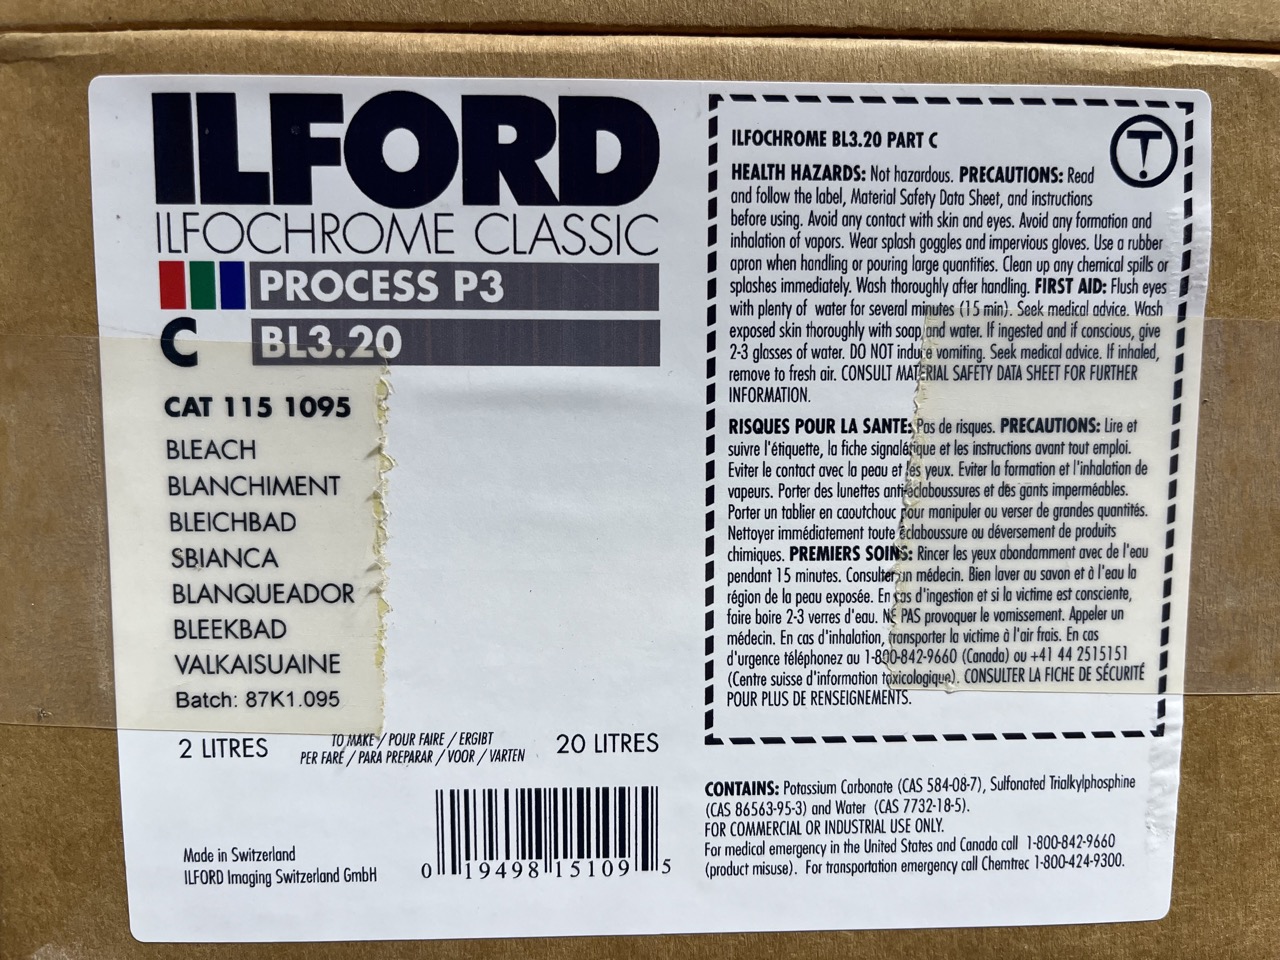 ILFORD
ILFOCHROME CLASSIC
PROCESS P3
C BL3.20
CAT 115 1095
BLEACH
BLANCHIMENT
BLEICHBAD
SBIANCA
BLANQUEADOR
BLEEKBAD
VALKAISUAINE
Batch: 87K1.095
2 LITRES
TO MAKE / POUR FAIRE / ERGIBT
PER FARE / PARA PREPARAR / VOOR / VARTEN
20 LITRES
Made in Switzerland
ILFORD Imaging Switzerland GmbH
0 19498 15109 5
ILFOCHROME BL3.20 PART C
T
HEALTH HAZARDS: Not hazardous. PRECAUTIONS: Read
and follow the label, Material Safety Data Sheet, and instructions
before using. Avoid any contact with skin and eyes. Avoid any formation and
inhalation of vapors. Wear splash goggles and impervious gloves. Use a rubber
apron when handling or pouring large quantities. Clean up any chemical spills or
splashes immediately. Wash thoroughly after handling. FIRST AID: Flush eyes
with plenty of water for several minutes (15 min). Seek medical advice. Wash
exposed skin thoroughly with soap and water. If ingested and if conscious, give
2-3 glasses of water. DO NOT induce vomiting. Seek medical advice. If inhaled,
remove to fresh air. CONSULT MATERIAL SAFETY DATA SHEET FOR FURTHER
INFORMATION.
RISQUES POUR LA SANTE: Pas de risques. PRECAUTIONS: Lire et
suivre l'étiquette, la fiche signalétique et les instructions avant tout emploi.
Eviter le contact avec la peau et les yeux. Eviter la formation et l'inhalation de
vapeurs. Porter des lunettes anti-éclaboussures et des gants imperméables.
Porter un tablier en caoutchouc pour manipuler ou verser de grandes quantités.
Nettoyer immédiatement toute éclaboussure ou déversement de produits
chimiques. PREMIERS SOINS: Rincer les yeux abondamment avec de l'eau
pendant 15 minutes. Consulter un médecin. Bien laver au savon et à l'eau la
région de la peau exposée. En cas d'ingestion et si la victime est consciente,
faire boire 2-3 verres d'eau. NE PAS provoquer le vomissement. Appeler un
médecin. En cas d'inhalation, transporter la victime à l'air frais. En cas
d'urgence téléphonez au 1-800-842-9660 (Canada) ou +41 44 2515151
(Centre suisse d'information toxicologique). CONSULTER LA FICHE DE SÉCURITÉ
POUR PLUS DE RENSEIGNEMENTS.
CONTAINS: Potassium Carbonate (CAS 584-08-7), Sulfonated Trialkylphosphine
(CAS 86563-95-3) and Water (CAS 7732-18-5).
FOR COMMERCIAL OR INDUSTRIAL USE ONLY.
For medical emergency in the United States and Canada call 1-800-842-9660
(product misuse). For transportation emergency call Chemtrec 1-800-424-9300.